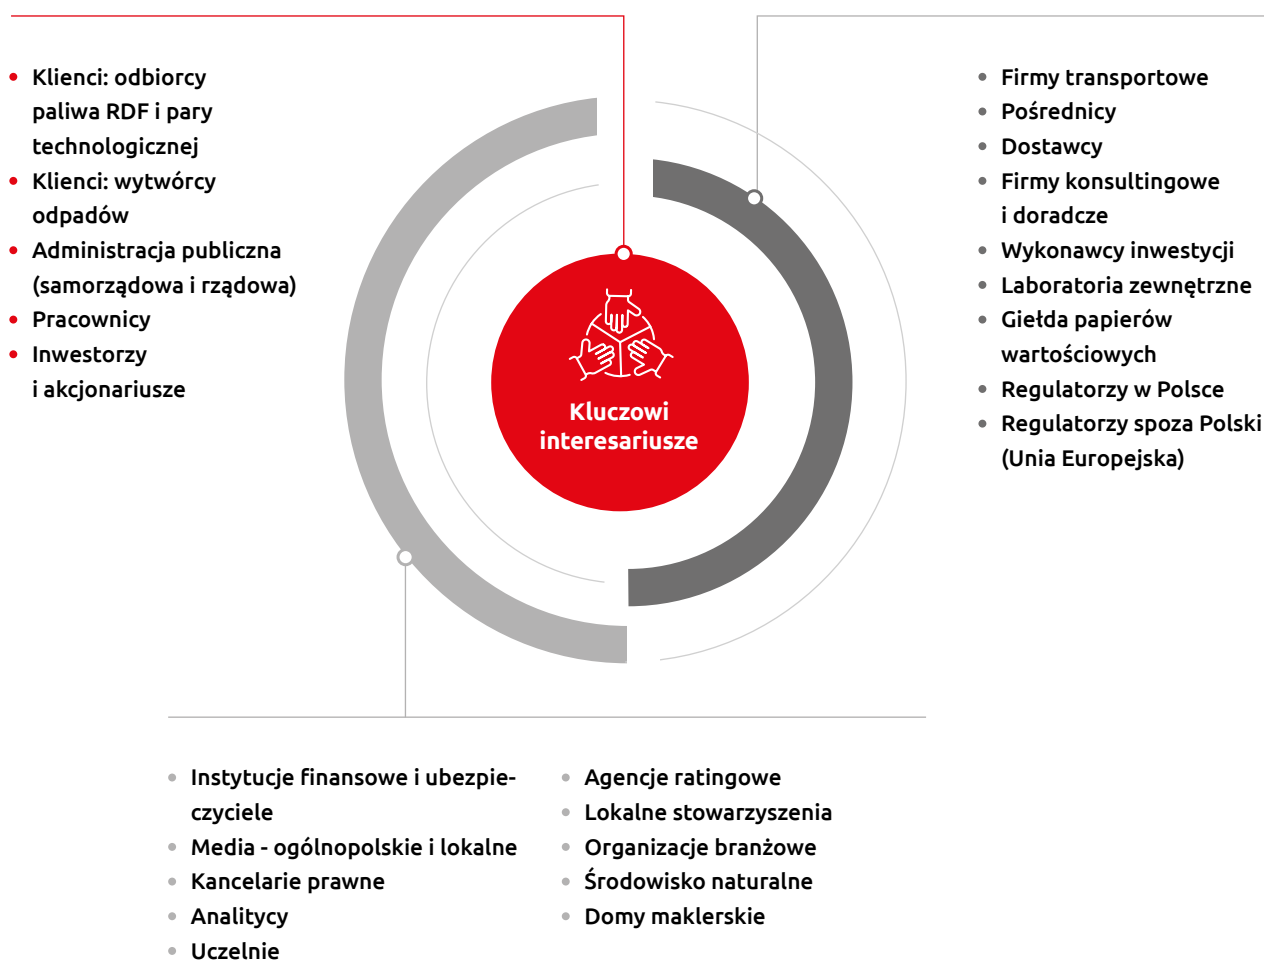 Klienci: odbiorcy
paliwa RDF i pary
technologicznej
Klienci: wytwórcy
odpadów
Administracja publiczna
(samorządowa i rządowa)
Pracownicy
Inwestorzy
i akcjonariusze
Kluczowi
interesariusze
Firmy transportowe
Pośrednicy
Dostawcy
Firmy konsultingowe
i doradcze
Wykonawcy inwestycji
Laboratoria zewnętrzne
Giełda papierów
wartościowych
Regulatorzy w Polsce
Regulatorzy spoza Polski
(Unia Europejska)
Instytucje finansowe i ubezpie-
czyciele
Media - ogólnopolskie i lokalne
Kancelarie prawne
Analitycy
Uczelnie
Agencje ratingowe
Lokalne stowarzyszenia
Organizacje branżowe
Środowisko naturalne
Domy maklerskie